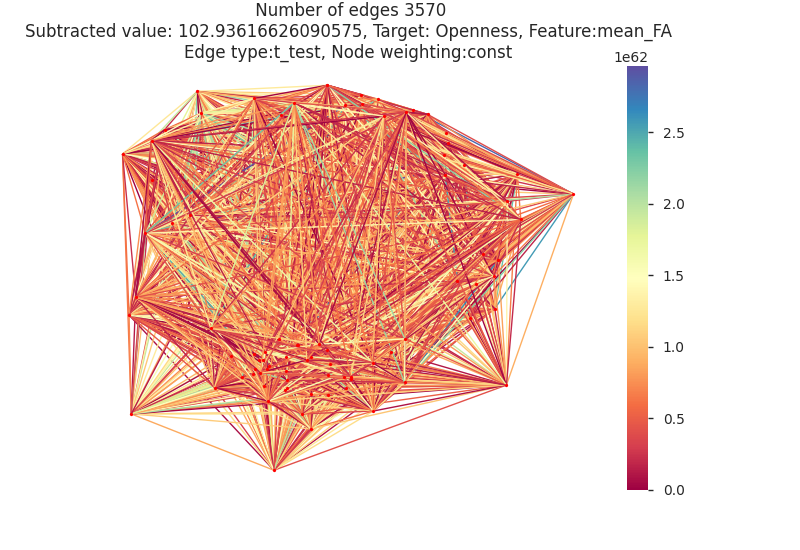 Number of edges 3570
Subtracted value: 102.93616626090575, Target: Openness, Feature:mean_FA
Edge type:t_test, Node weighting:const
1e62
2.5
2.0
1.5
1.0
0.5
0.0